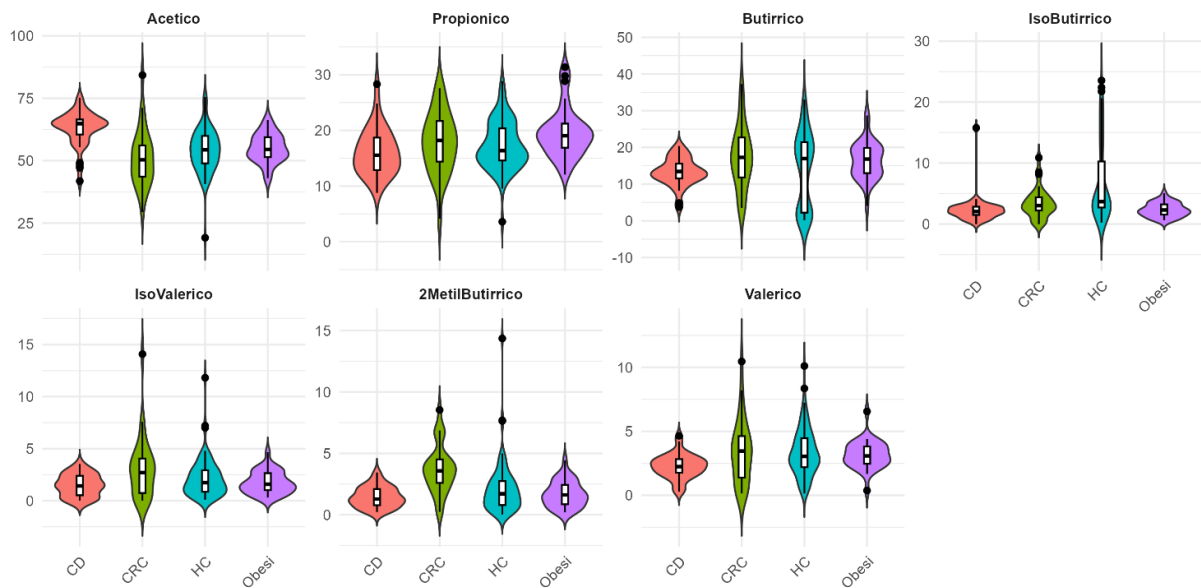 Acetico
Propionico
Butirrico
IsoButirrico
100
75
50
25
30
20
10
0
50
40
30
20
10
0
-10
30
20
10
0
CD
CRC
HC
Obesi
IsoValerico
2MetilButirrico
Valerico
15
10
5
0
15
10
5
0
10
5
0
CD
CRC
HC
Obesi
CD
CRC
HC
Obesi
CD
CRC
HC
Obesi